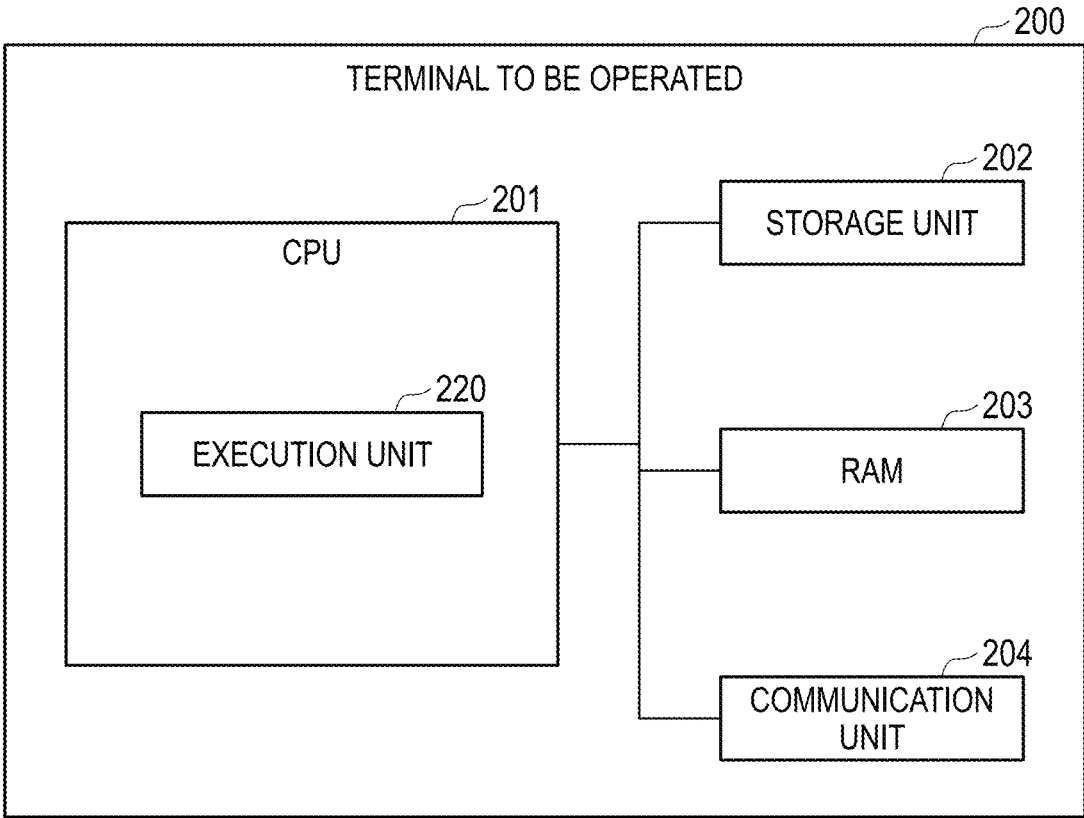 200
TERMINAL TO BE OPERATED
201
CPU
220
EXECUTION UNIT
202
STORAGE UNIT
203
RAM
204
COMMUNICATION
UNIT